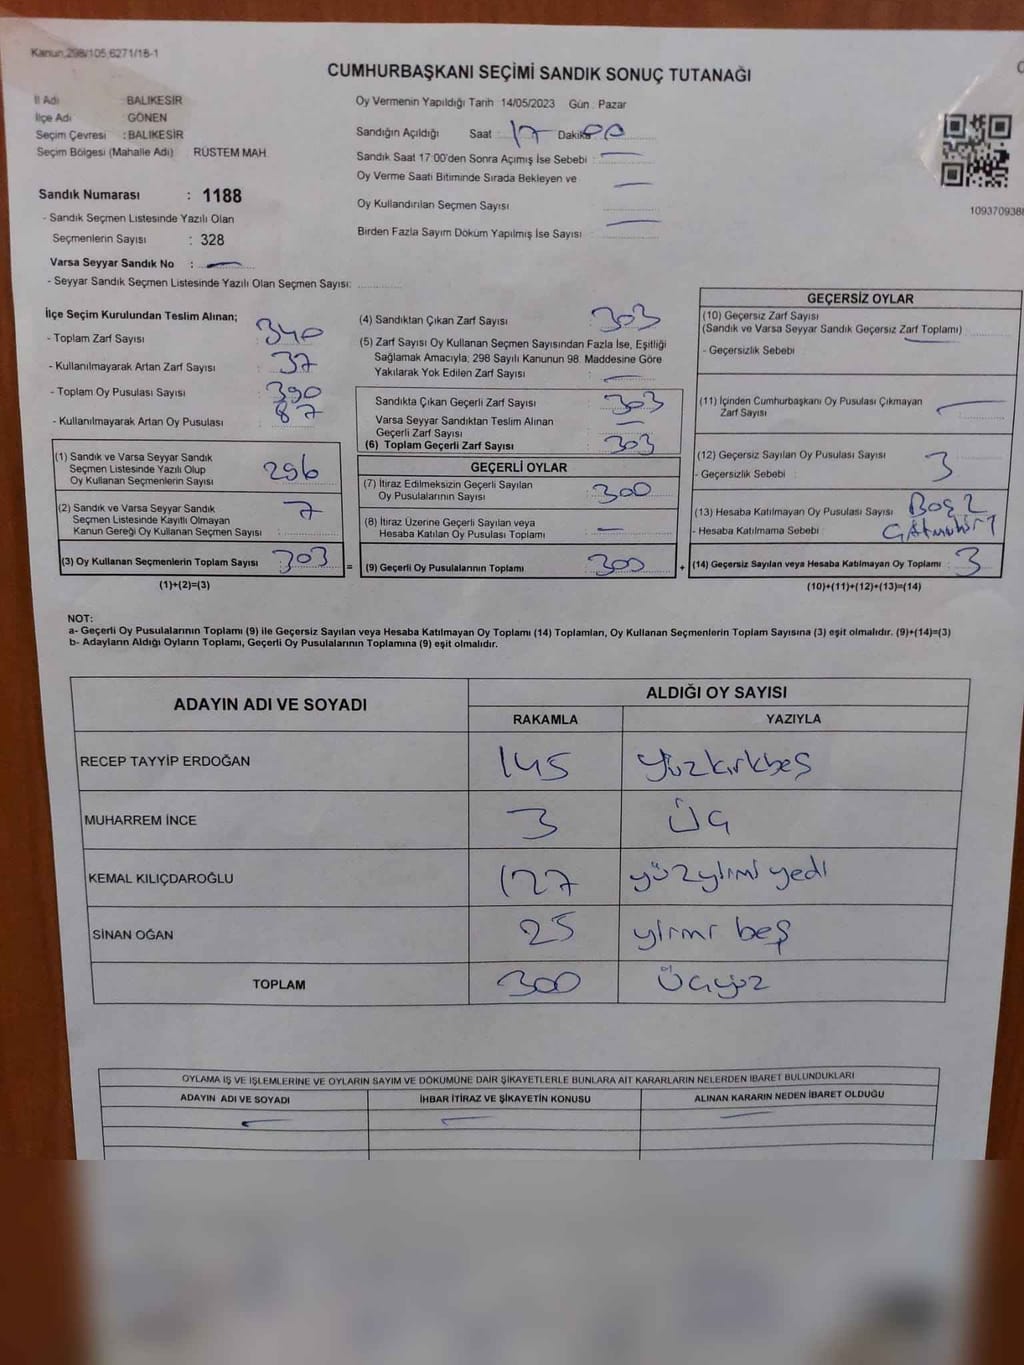 Kanun.298/105,6271/18-1
CUMHURBAŞKANI SEÇİMİ SANDIK SONUÇ TUTANAĞI
İl Adı : BALIKESİR
İlçe Adı : GÖNEN
Seçim Çevresi : BALIKESİR
Seçim Bölgesi (Mahalle Adı) RÜSTEM MAH.
Oy Vermenin Yapıldığı Tarih 14/05/2023 Gün : Pazar
Sandığın Açıldığı Saat 17 Dakika 00
Sandık Saat 17:00'den Sonra Açımış İse Sebebi :
Oy Verme Saati Bitiminde Sırada Bekleyen ve
Oy Kullandırılan Seçmen Sayısı
Birden Fazla Sayım Döküm Yapılmış İse Sayısı :
Sandık Numarası : 1188
- Sandık Seçmen Listesinde Yazılı Olan
Seçmenlerin Sayısı : 328
Varsa Seyyar Sandık No :
- Seyyar Sandık Seçmen Listesinde Yazılı Olan Seçmen Sayısı:
109370938
İlçe Seçim Kurulundan Teslim Alınan;
- Toplam Zarf Sayısı : 340
- Kullanılmayarak Artan Zarf Sayısı : 37
- Toplam Oy Pusulası Sayısı : 390
- Kullanılmayarak Artan Oy Pusulası : 87
(1) Sandık ve Varsa Seyyar Sandık
Seçmen Listesinde Yazılı Olup
Oy Kullanan Seçmenlerin Sayısı : 296
(2) Sandık ve Varsa Seyyar Sandık
Seçmen Listesinde Kayıtlı Olmayan
Kanun Gereği Oy Kullanan Seçmen Sayısı : 7
(3) Oy Kullanan Seçmenlerin Toplam Sayısı : 303
(1)+(2)=(3)
=
(4) Sandıktan Çıkan Zarf Sayısı : 303
(5) Zarf Sayısı Oy Kullanan Seçmen Sayısından Fazla İse, Eşitliği
Sağlamak Amacıyla; 298 Sayılı Kanunun 98. Maddesine Göre
Yakılarak Yok Edilen Zarf Sayısı :
Sandıkta Çıkan Geçerli Zarf Sayısı : 303
Varsa Seyyar Sandıktan Teslim Alınan
Geçerli Zarf Sayısı :
(6) Toplam Geçerli Zarf Sayısı : 303
GEÇERLİ OYLAR
(7) İtiraz Edilmeksizin Geçerli Sayılan
Oy Pusulalarının Sayısı : 300
(8) İtiraz Üzerine Geçerli Sayılan veya
Hesaba Katılan Oy Pusulası Toplamı :
(9) Geçerli Oy Pusulalarının Toplamı : 300
+
GEÇERSİZ OYLAR
(10) Geçersiz Zarf Sayısı
(Sandık ve Varsa Seyyar Sandık Geçersiz Zarf Toplamı) :
- Geçersizlik Sebebi :
(11) İçinden Cumhurbaşkanı Oy Pusulası Çıkmayan
Zarf Sayısı :
(12) Geçersiz Sayılan Oy Pusulası Sayısı : 3
- Geçersizlik Sebebi :
(13) Hesaba Katılmayan Oy Pusulası Sayısı : Boş 2
- Hesaba Katılmama Sebebi : 1
(14) Geçersiz Sayılan veya Hesaba Katılmayan Oy Toplamı : 3
(10)+(11)+(12)+(13)=(14)
NOT:
a- Geçerli Oy Pusulalarının Toplamı (9) ile Geçersiz Sayılan veya Hesaba Katılmayan Oy Toplamı (14) Toplamları, Oy Kullanan Seçmenlerin Toplam Sayısına (3) eşit olmalıdır. (9)+(14)=(3)
b- Adayların Aldığı Oyların Toplamı, Geçerli Oy Pusulalarının Toplamına (9) eşit olmalıdır.
ADAYIN ADI VE SOYADI ALDIĞI OY SAYISI
RAKAMLA YAZIYLA
RECEP TAYYİP ERDOĞAN 145 yüzkırkbeş
MUHARREM İNCE 3 üç
KEMAL KILIÇDAROĞLU 127 yüzyirmi yedi
SİNAN OĞAN 25 yirmi beş
TOPLAM 300 üçyüz
OYLAMA İŞ VE İŞLEMLERİNE VE OYLARIN SAYIM VE DÖKÜMÜNE DAİR ŞİKAYETLERLE BUNLARA AİT KARARLARIN NELERDEN İBARET BULUNDUKLARI
ADAYIN ADI VE SOYADI İHBAR İTİRAZ VE ŞİKAYETİN KONUSU ALINAN KARARIN NEDEN İBARET OLDUĞU